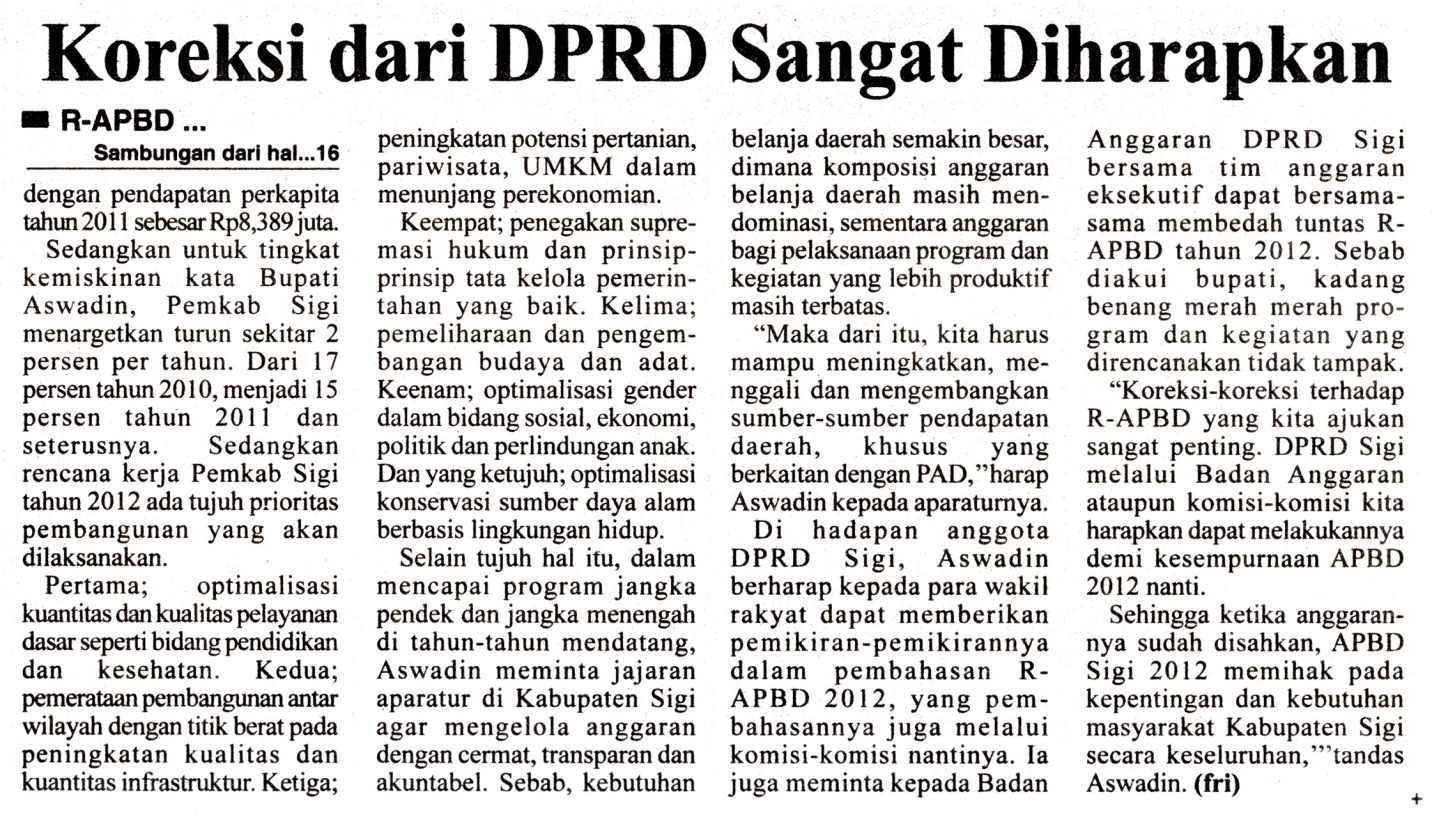 Koreksi dari DPRD Sangat Diharapkan
R-APBD ...
Sambungan dari hal...16
dengan pendapatan perkapita
tahun 2011 sebesar Rp8,389 juta.
Sedangkan untuk tingkat
kemiskinan kata Bupati
Aswadin, Pemkab Sigi
menargetkan turun sekitar 2
persen per tahun. Dari 17
persen tahun 2010, menjadi 15
persen tahun 2011 dan
seterusnya. Sedangkan
rencana kerja Pemkab Sigi
tahun 2012 ada tujuh prioritas
pembangunan yang akan
dilaksanakan.
Pertama; optimalisasi
kuantitas dan kualitas pelayanan
dasar seperti bidang pendidikan
dan kesehatan. Kedua;
pemerataan pembangunan antar
wilayah dengan titik berat pada
peningkatan kualitas dan
kuantitas infrastruktur. Ketiga;
peningkatan potensi pertanian,
pariwisata, UMKM dalam
menunjang perekonomian.
Keempat; penegakan supre-
masi hukum dan prinsip-
prinsip tata kelola pemerin-
tahan yang baik. Kelima;
pemeliharaan dan pengem-
bangan budaya dan adat.
Keenam; optimalisasi gender
dalam bidang sosial, ekonomi,
politik dan perlindungan anak.
Dan yang ketujuh; optimalisasi
konservasi sumber daya alam
berbasis lingkungan hidup.
Selain tujuh hal itu, dalam
mencapai program jangka
pendek dan jangka menengah
di tahun-tahun mendatang,
Aswadin meminta jajaran
aparatur di Kabupaten Sigi
agar mengelola anggaran
dengan cermat, transparan dan
akuntabel. Sebab, kebutuhan
belanja daerah semakin besar,
dimana komposisi anggaran
belanja daerah masih men-
dominasi, sementara anggaran
bagi pelaksanaan program dan
kegiatan yang lebih produktif
masih terbatas.
“Maka dari itu, kita harus
mampu meningkatkan, me-
nggali dan mengembangkan
sumber-sumber pendapatan
daerah, khusus yang
berkaitan dengan PAD,”harap
Aswadin kepada aparaturnya.
Di hadapan anggota
DPRD Sigi, Aswadin
berharap kepada para wakil
rakyat dapat memberikan
pemikiran-pemikirannya
dalam pembahasan R-
APBD 2012, yang pem-
bahasannya juga melalui
komisi-komisi nantinya. Ia
juga meminta kepada Badan
Anggaran DPRD Sigi
bersama tim anggaran
eksekutif dapat bersama-
sama membedah tuntas R-
APBD tahun 2012. Sebab
diakui bupati, kadang
benang merah merah pro-
gram dan kegiatan yang
direncanakan tidak tampak.
“Koreksi-koreksi terhadap
R-APBD yang kita ajukan
sangat penting. DPRD Sigi
melalui Badan Anggaran
ataupun komisi-komisi kita
harapkan dapat melakukannya
demi kesempurnaan APBD
2012 nanti.
Sehingga ketika anggaran-
nya sudah disahkan, APBD
Sigi 2012 memihak pada
kepentingan dan kebutuhan
masyarakat Kabupaten Sigi
secara keseluruhan,”’tandas
Aswadin. (fri)